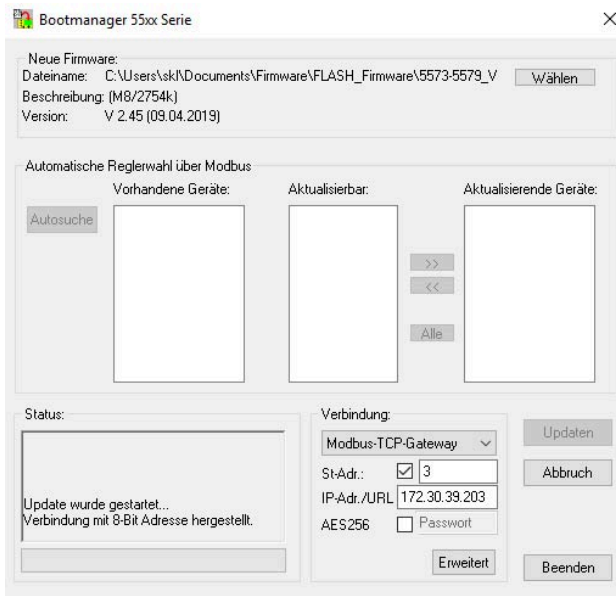 Bootmanager 55xx Serie
Neue Firmware:
Dateiname: C:\Users\skl\Documents\Firmware\FLASH_Firmware\5573-5579_V
Wählen
Beschreibung: (M8/2754k)
Version: V 2.45 (09.04.2019)
Automatische Reglerwahl über Modbus
Vorhandene Geräte:
Aktualisierbar:
Aktualisierende Geräte:
Autosuche
>>
<<
Alle
Status:
Update wurde gestartet...
Verbindung mit 8-Bit Adresse hergestellt.
Verbindung:
Modbus-TCP-Gateway
St-Adr.: 3
IP-Adr./URL 172.30.39.203
AES256 Passwort
Erweitert
Updaten
Abbruch
Beenden